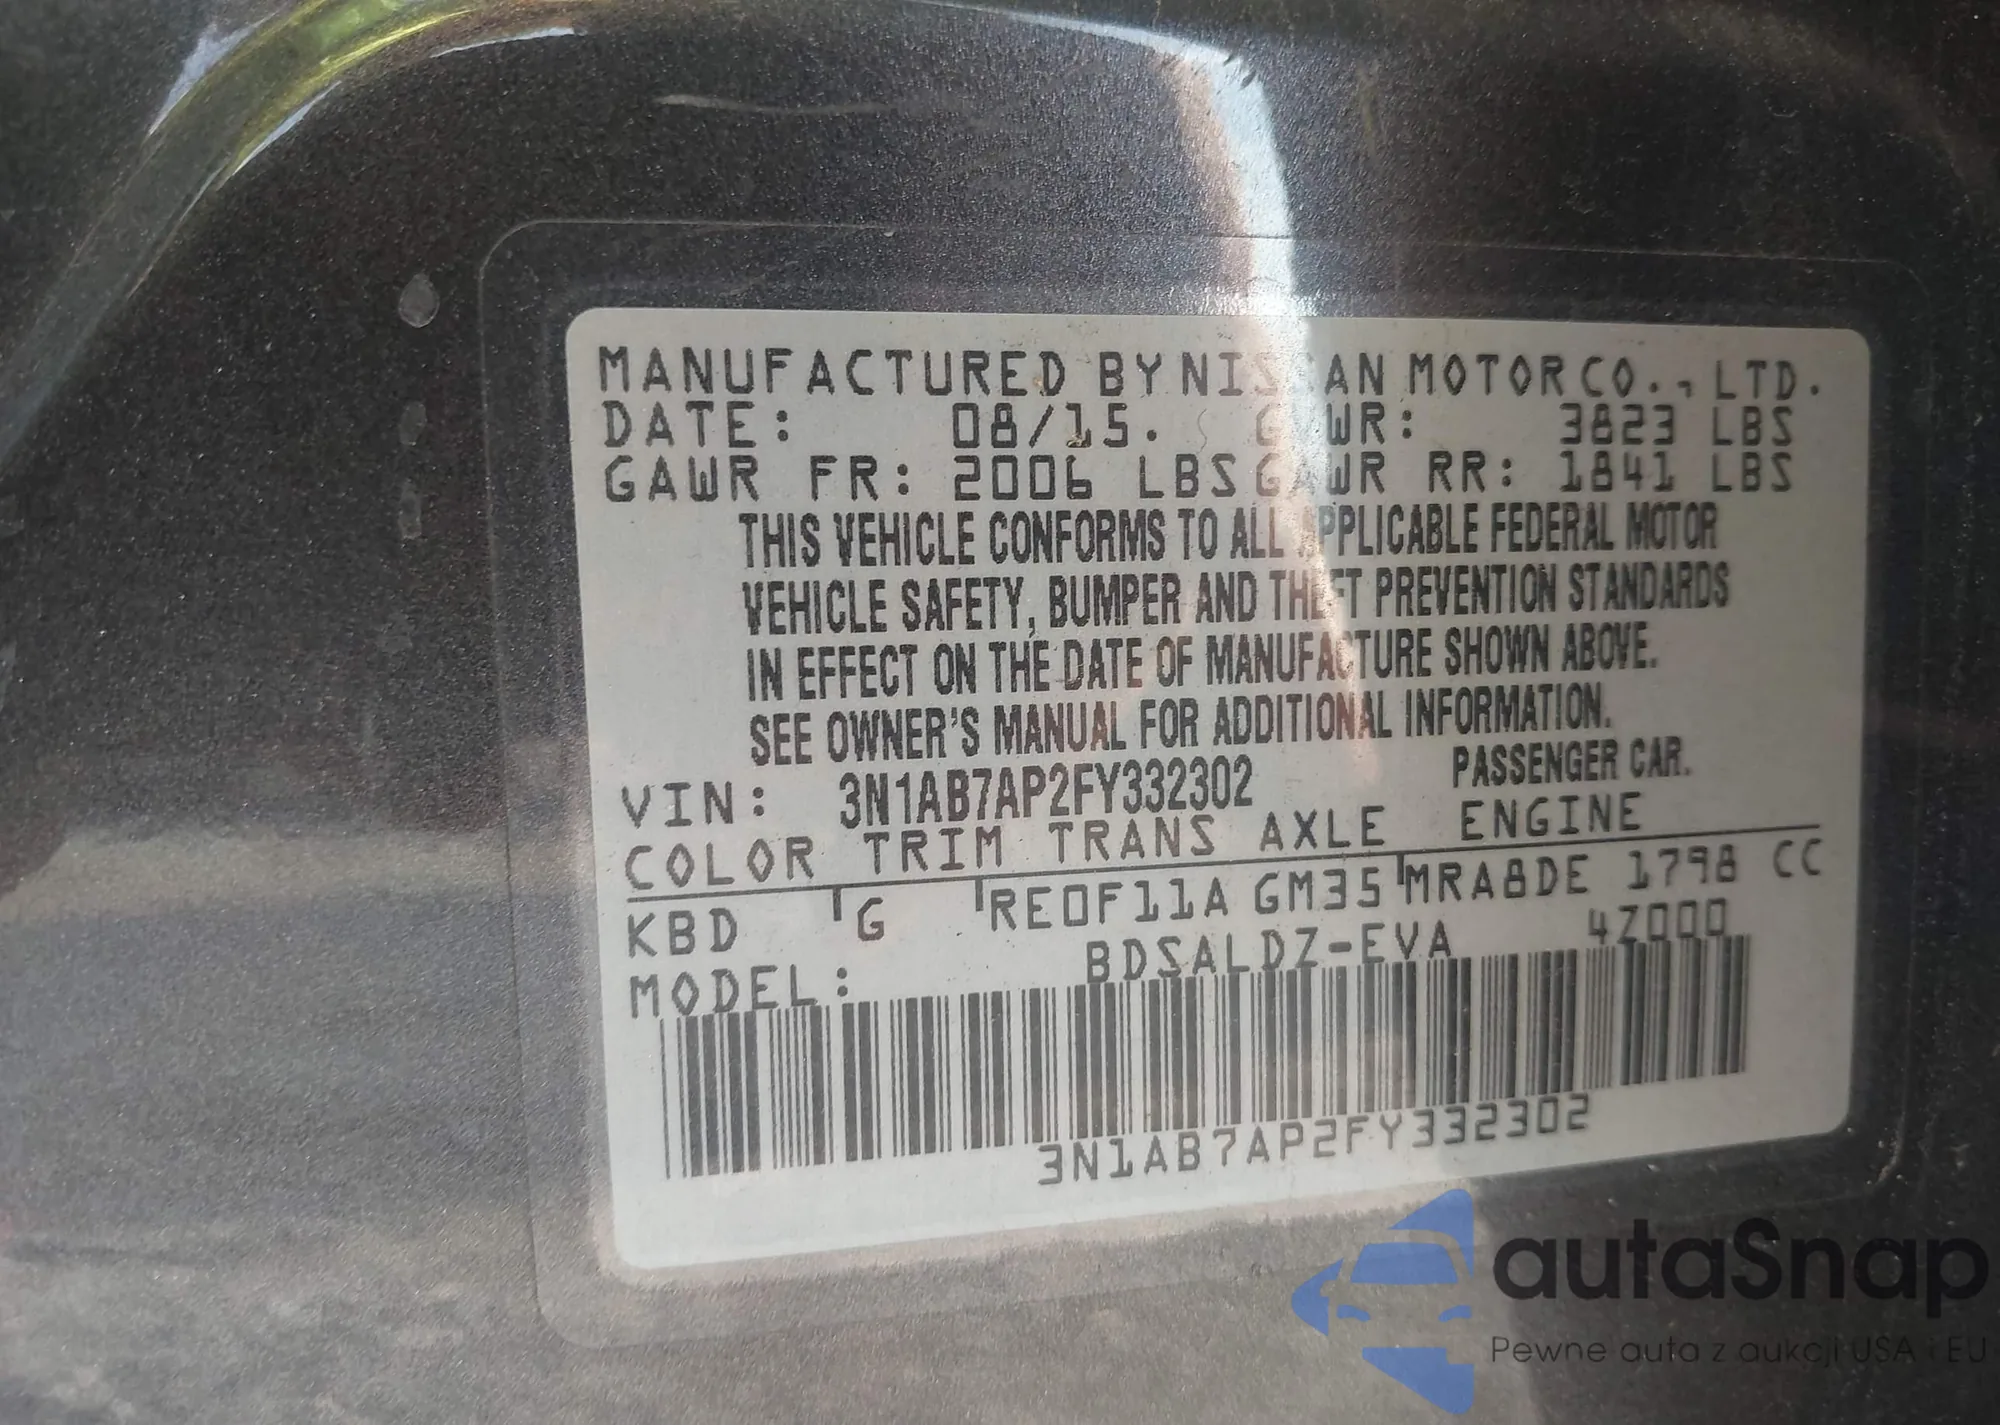 MANUFACTURED BY NISSAN MOTOR CO., LTD.
DATE: 08/15. GVWR: 3823 LBS
GAWR FR: 2006 LBS GAWR RR: 1841 LBS
THIS VEHICLE CONFORMS TO ALL APPLICABLE FEDERAL MOTOR
VEHICLE SAFETY, BUMPER AND THEFT PREVENTION STANDARDS
IN EFFECT ON THE DATE OF MANUFACTURE SHOWN ABOVE.
SEE OWNER'S MANUAL FOR ADDITIONAL INFORMATION.
VIN: 3N1AB7AP2FY332302 PASSENGER CAR.
COLOR TRIM TRANS AXLE ENGINE
KBD G RE0F11A GM35 MRA8DE 1798 CC
MODEL: BDSALDZ-EVA 4Z000
3N1AB7AP2FY332302
autaSnap
Pewne auta z aukcji USA i EU